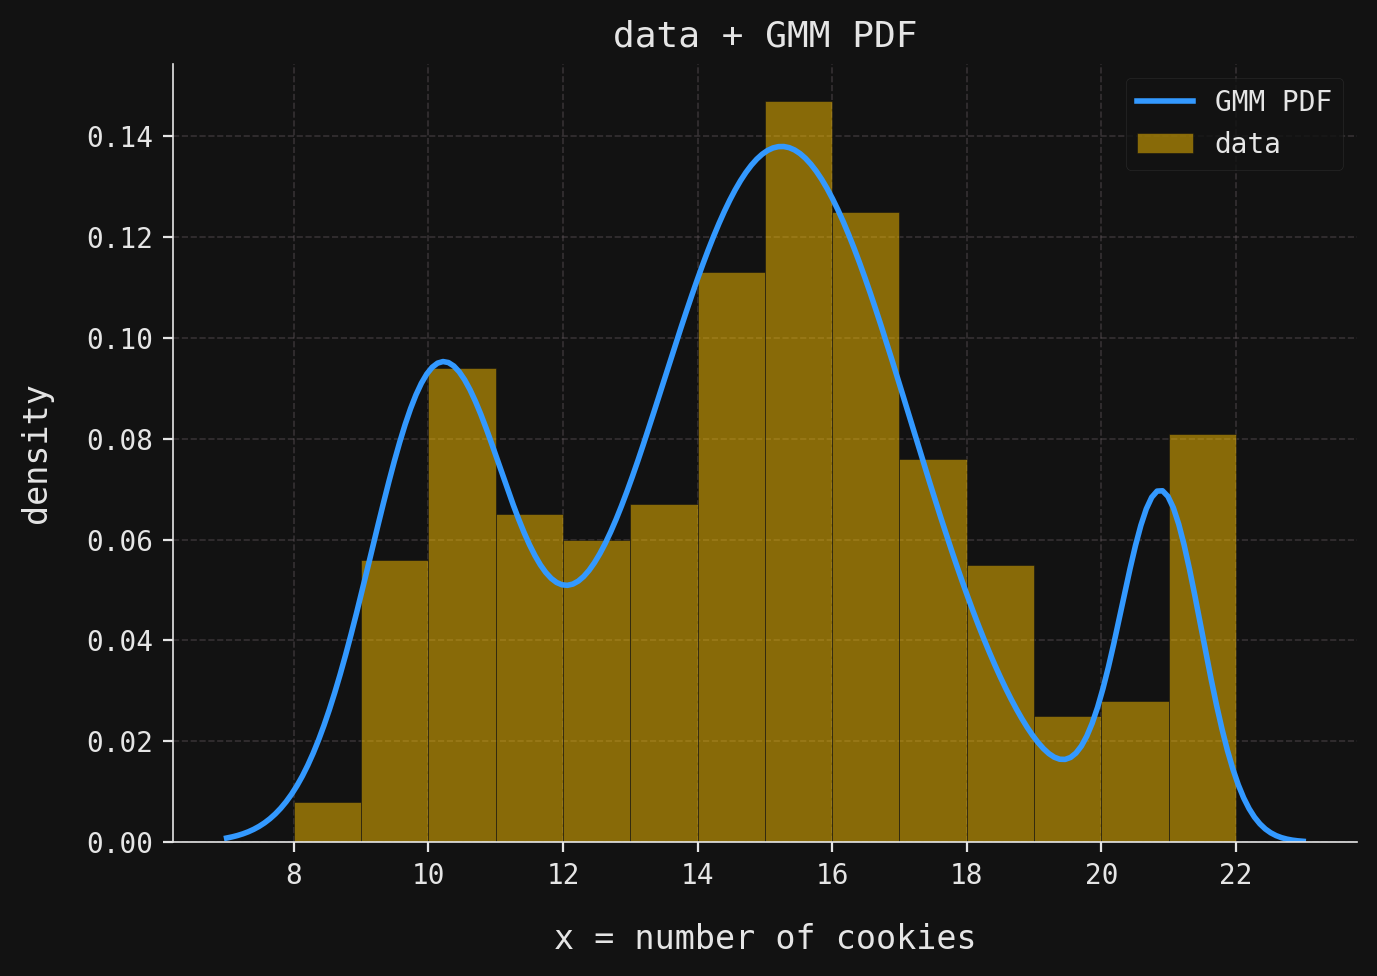 data + GMM PDF
GMM PDF
data
0.14
0.12
0.10
0.08
0.06
0.04
0.02
0.00
density
8 10 12 14 16 18 20 22
x = number of cookies